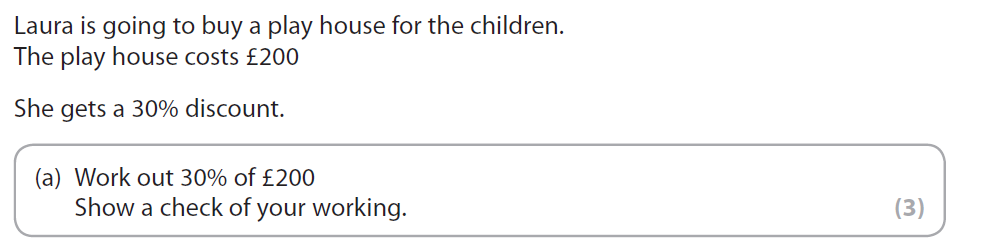 Laura is going to buy a play house for the children.
The play house costs £200
She gets a 30% discount.
(a) Work out 30% of £200
Show a check of your working.
(3)